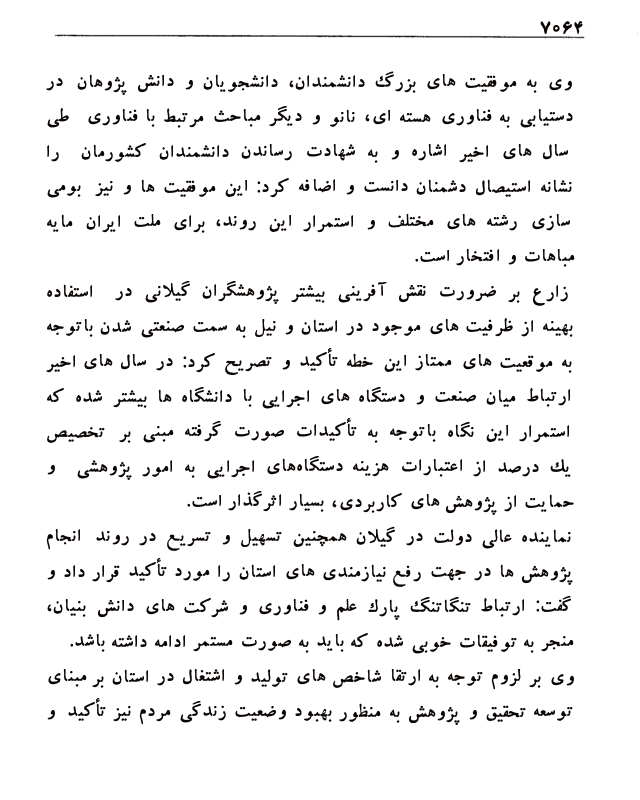 ۷۰۶۴
وی به موفقیت های بزرگ دانشمندان، دانشجویان و دانش پژوهان در
دستیابی به فناوری هسته ای، نانو و دیگر مباحث مرتبط با فناوری طی
سال های اخیر اشاره و به شهادت رساندن دانشمندان کشورمان را
نشانه استیصال دشمنان دانست و اضافه کرد: این موفقیت ها و نیز بومی
سازی رشته های مختلف و استمرار این روند، برای ملت ایران مایه
مباهات و افتخار است.
زارع بر ضرورت نقش آفرینی بیشتر پژوهشگران گیلانی در استفاده
بهینه از ظرفیت های موجود در استان و نیل به سمت صنعتی شدن باتوجه
به موقعیت های ممتاز این خطه تأکید و تصریح کرد: در سال های اخیر
ارتباط میان صنعت و دستگاه های اجرایی با دانشگاه ها بیشتر شده که
استمرار این نگاه باتوجه به تأکیدات صورت گرفته مبنی بر تخصیص
یك درصد از اعتبارات هزینه دستگاه‌های اجرایی به امور پژوهشی و
حمایت از پژوهش های کاربردی، بسیار اثرگذار است.
نماینده عالی دولت در گیلان همچنین تسهیل و تسریع در روند انجام
پژوهش ها در جهت رفع نیازمندی های استان را مورد تأکید قرار داد و
گفت: ارتباط تنگاتنگ پارك علم و فناوری و شرکت های دانش بنیان،
منجر به توفیقات خوبی شده که باید به صورت مستمر ادامه داشته باشد.
وی بر لزوم توجه به ارتقا شاخص های تولید و اشتغال در استان بر مبنای
توسعه تحقیق و پژوهش به منظور بهبود وضعیت زندگی مردم نیز تأکید و